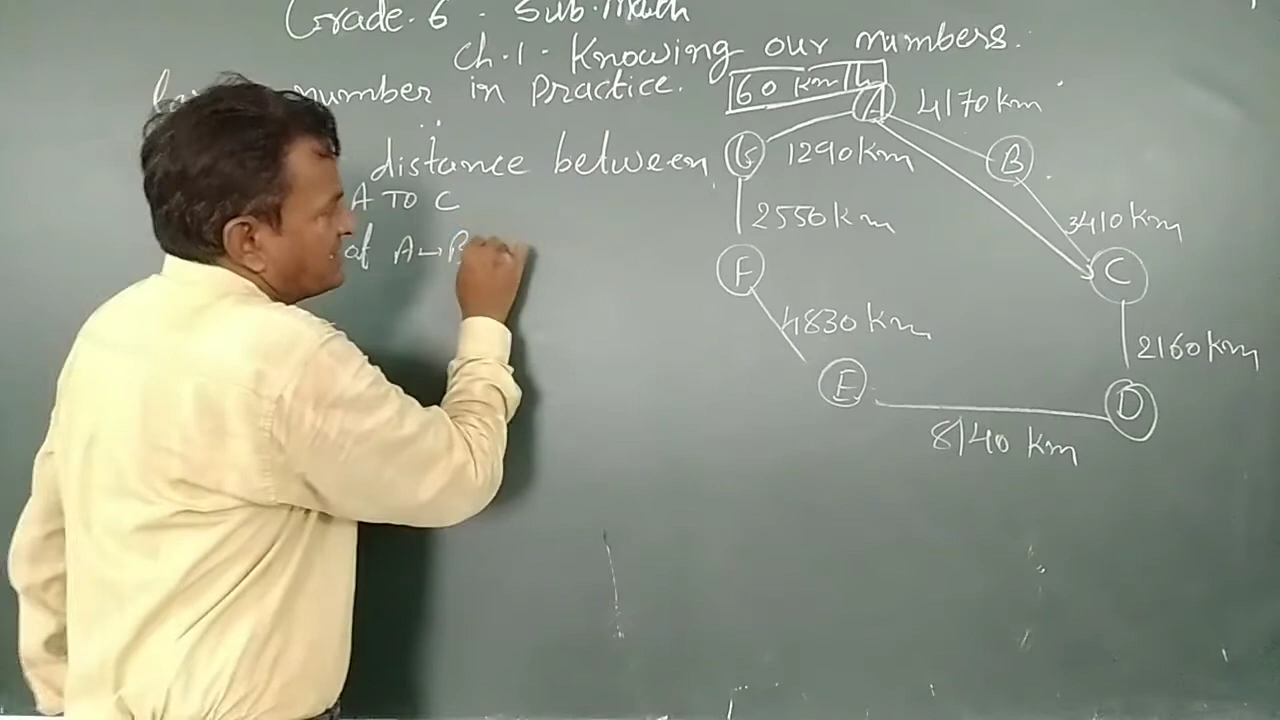 Grade. 6 . Sub. Math
Ch. 1 . Knowing our numbers.
number in Practice.
60 km/h
A
4170 km
distance between
G
1290 km
B
A TO C
2550 km
3410 km
of A↔B
F
C
4830 km
2160 km
E
D
8140 km